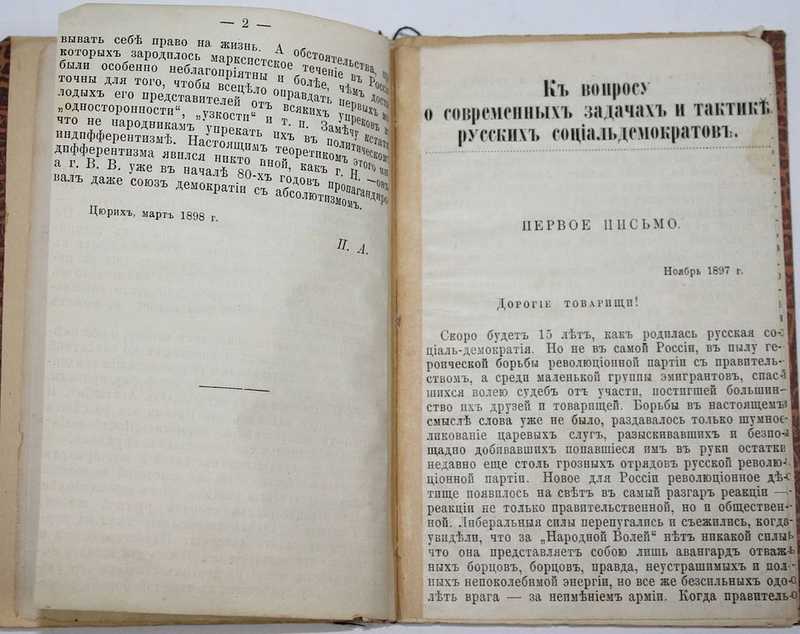 — 2 —
вывать себѣ право на жизнь. А обстоятельства,
которыхъ зародилось марксистское теченіе въ
были особенно неблагопріятны и болѣе, чѣмъ
точны для того, чтобы всецѣло оправдать первыхъ
лодыхъ его представителей отъ всякихъ упрековъ
„односторонности“, „узкости“ и т. п. Замѣчу кстати
что не народникамъ упрекать ихъ въ политическомъ
индифферентизмѣ. Настоящимъ теоретикомъ этого
дифферентизма явился никто иной, какъ г. Н. —
а г. В. В. уже въ началѣ 80-хъ годовъ пропагандиро-
валъ даже союзъ демократіи съ абсолютизмомъ.
Цюрихъ, мартъ 1898 г.
П. А.
Къ вопросу
о современныхъ задачахъ и тактикѣ
русскихъ соціальдемократовъ.
ПЕРВОЕ ПИСЬМО.
Ноябрь 1897 г.
Дорогіе товарищи!
Скоро будетъ 15 лѣтъ, какъ родилась русская со-
ціаль-демократія. Но не въ самой Россіи, въ пылу ге-
роической борьбы революціонной партіи съ правитель-
ствомъ, а среди маленькой группы эмигрантовъ, спас-
шихся волею судебъ отъ участи, постигшей большин-
ство ихъ друзей и товарищей. Борьбы въ настоящемъ
смыслѣ слова уже не было, раздавалось только шумное
ликованіе царевыхъ слугъ, разыскивавшихъ и безпо-
щадно добивавшихъ попавшіеся имъ въ руки остатки
недавно еще столь грозныхъ отрядовъ русской револю-
ціонной партіи. Новое для Россіи революціонное дѣ-
тище появилось на свѣтъ въ самый разгаръ реакціи —
реакціи не только правительственной, но и обществен-
ной. Либеральныя силы перепугались и съежились, когда
увидѣли, что за „Народной Волей“ нѣтъ никакой силы
что она представляетъ собою лишь авангардъ отваж-
ныхъ борцовъ, борцовъ, правда, неустрашимыхъ и пол-
ныхъ непоколебимой энергіи, но все же безсильныхъ одо-
лѣть врага — за неимѣніемъ арміи. Когда правитель-